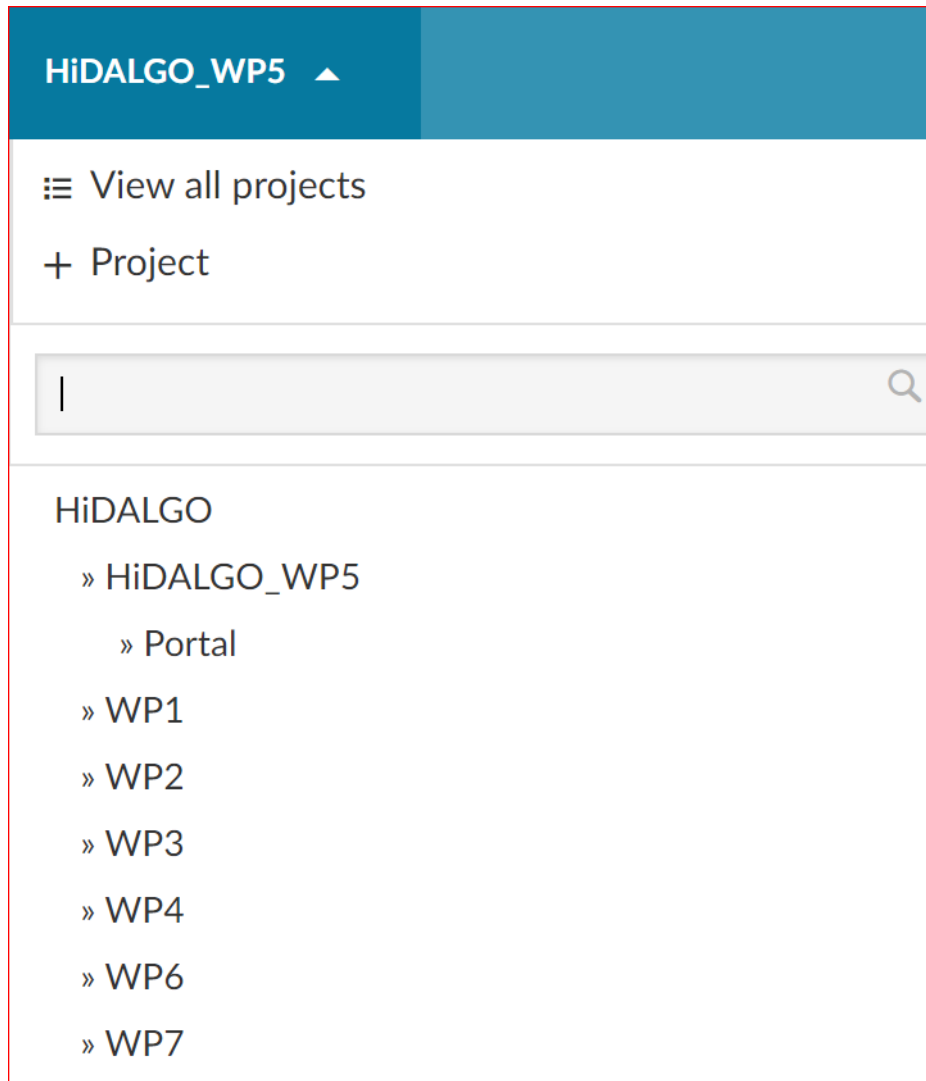 HiDALGO_WP5
View all projects
+ Project
HiDALGO
» HiDALGO_WP5
» Portal
» WP1
» WP2
» WP3
» WP4
» WP6
» WP7